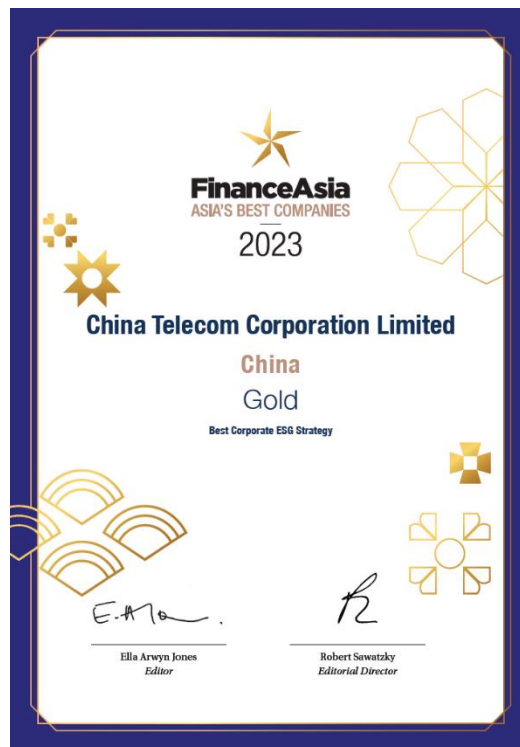 FinanceAsia
ASIA'S BEST COMPANIES
2023
China Telecom Corporation Limited
China
Gold
Best Corporate ESG Strategy
Ella Arwyn Jones
Editor
Robert Sawatzky
Editorial Director